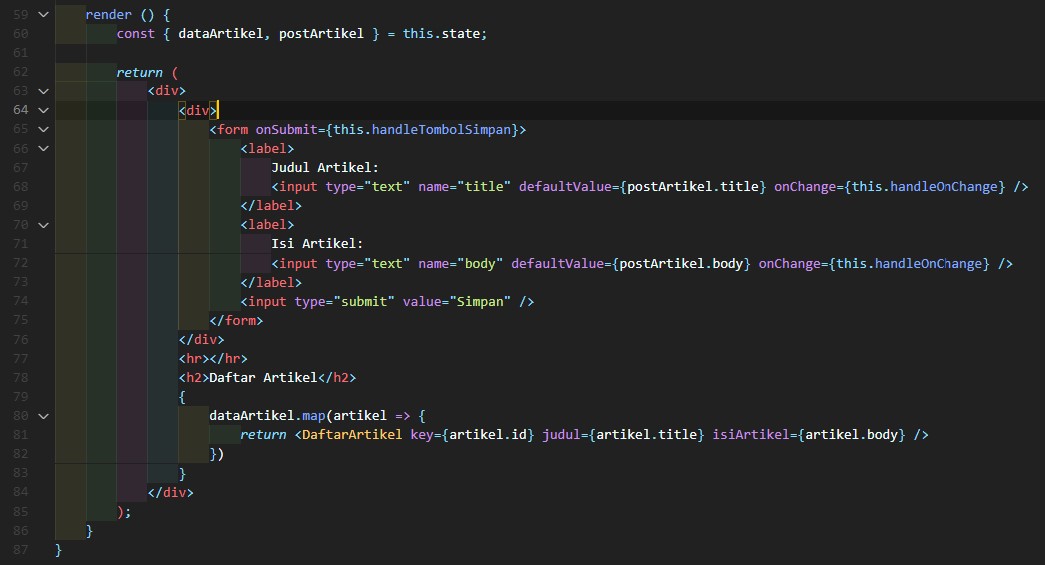 59 render () {
60 const { dataArtikel, postArtikel } = this.state;
61
62 return (
63 <div>
64 <div>
65 <form onSubmit={this.handleTombolSimpan}>
66 <label>
67 Judul Artikel:
68 <input type="text" name="title" defaultValue={postArtikel.title} onChange={this.handleOnChange} />
69 </label>
70 <label>
71 Isi Artikel:
72 <input type="text" name="body" defaultValue={postArtikel.body} onChange={this.handleOnChange} />
73 </label>
74 <input type="submit" value="Simpan" />
75 </form>
76 </div>
77 <hr></hr>
78 <h2>Daftar Artikel</h2>
79 {
80 dataArtikel.map(artikel => {
81 return <DaftarArtikel key={artikel.id} judul={artikel.title} isiArtikel={artikel.body} />
82 })
83 }
84 </div>
85 );
86 }
87 }